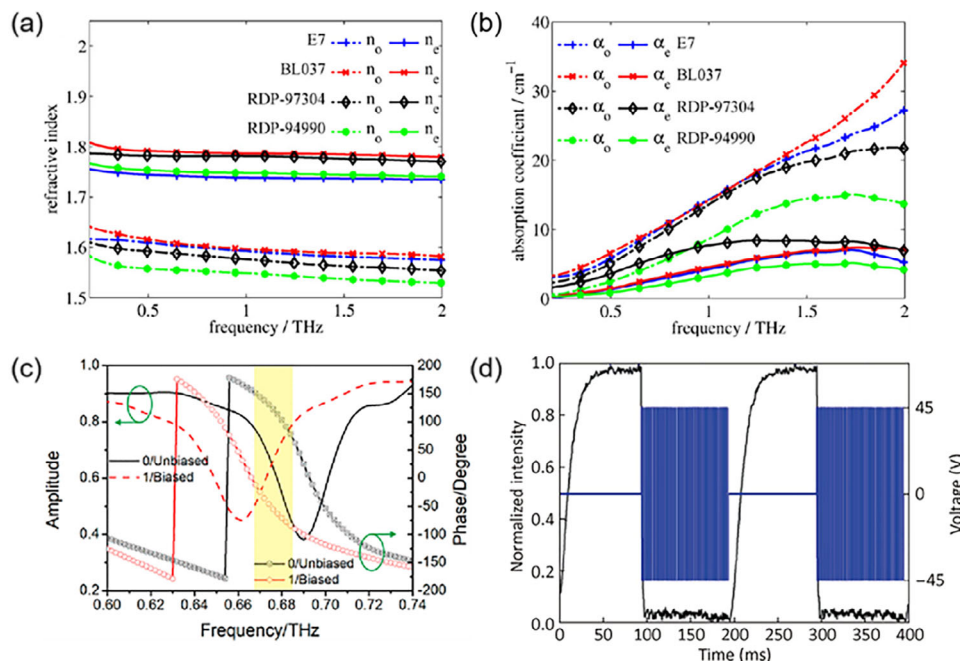 (a)
2
1.9
1.8
1.7
1.6
1.5
refractive index
E7 n_o n_e
BL037 n_o n_e
RDP-97304 n_o n_e
RDP-94990 n_o n_e
0.5 1 1.5 2
frequency / THz
(b)
40
35
30
25
20
15
10
5
0
absorption coefficient / cm⁻¹
α_o α_e E7
α_o α_e BL037
α_o α_e RDP-97304
α_o α_e RDP-94990
0.5 1 1.5 2
frequency / THz
(c)
1.0
0.8
0.6
0.4
0.2
Amplitude
0/Unbiased
1/Biased
0/Unbiased
1/Biased
200
150
100
50
0
-50
-100
-150
-200
Phase/Degree
0.60 0.62 0.64 0.66 0.68 0.70 0.72 0.74
Frequency/THz
(d)
1.0
0.8
0.6
0.4
0.2
0.0
Normalized intensity
45
0
−45
Voltage (V)
0 50 100 150 200 250 300 350 400
Time (ms)